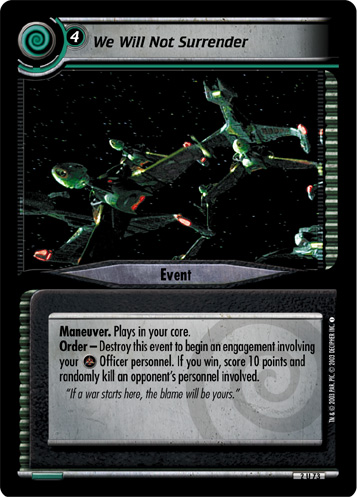 4 We Will Not Surrender
Event
Maneuver. Plays in your core.
Order – Destroy this event to begin an engagement involving
your Officer personnel. If you win, score 10 points and
randomly kill an opponent's personnel involved.
"If a war starts here, the blame will be yours."
TM & © 2003 PAR. PIC. © 2003 DECIPHER INC.
2 U 73